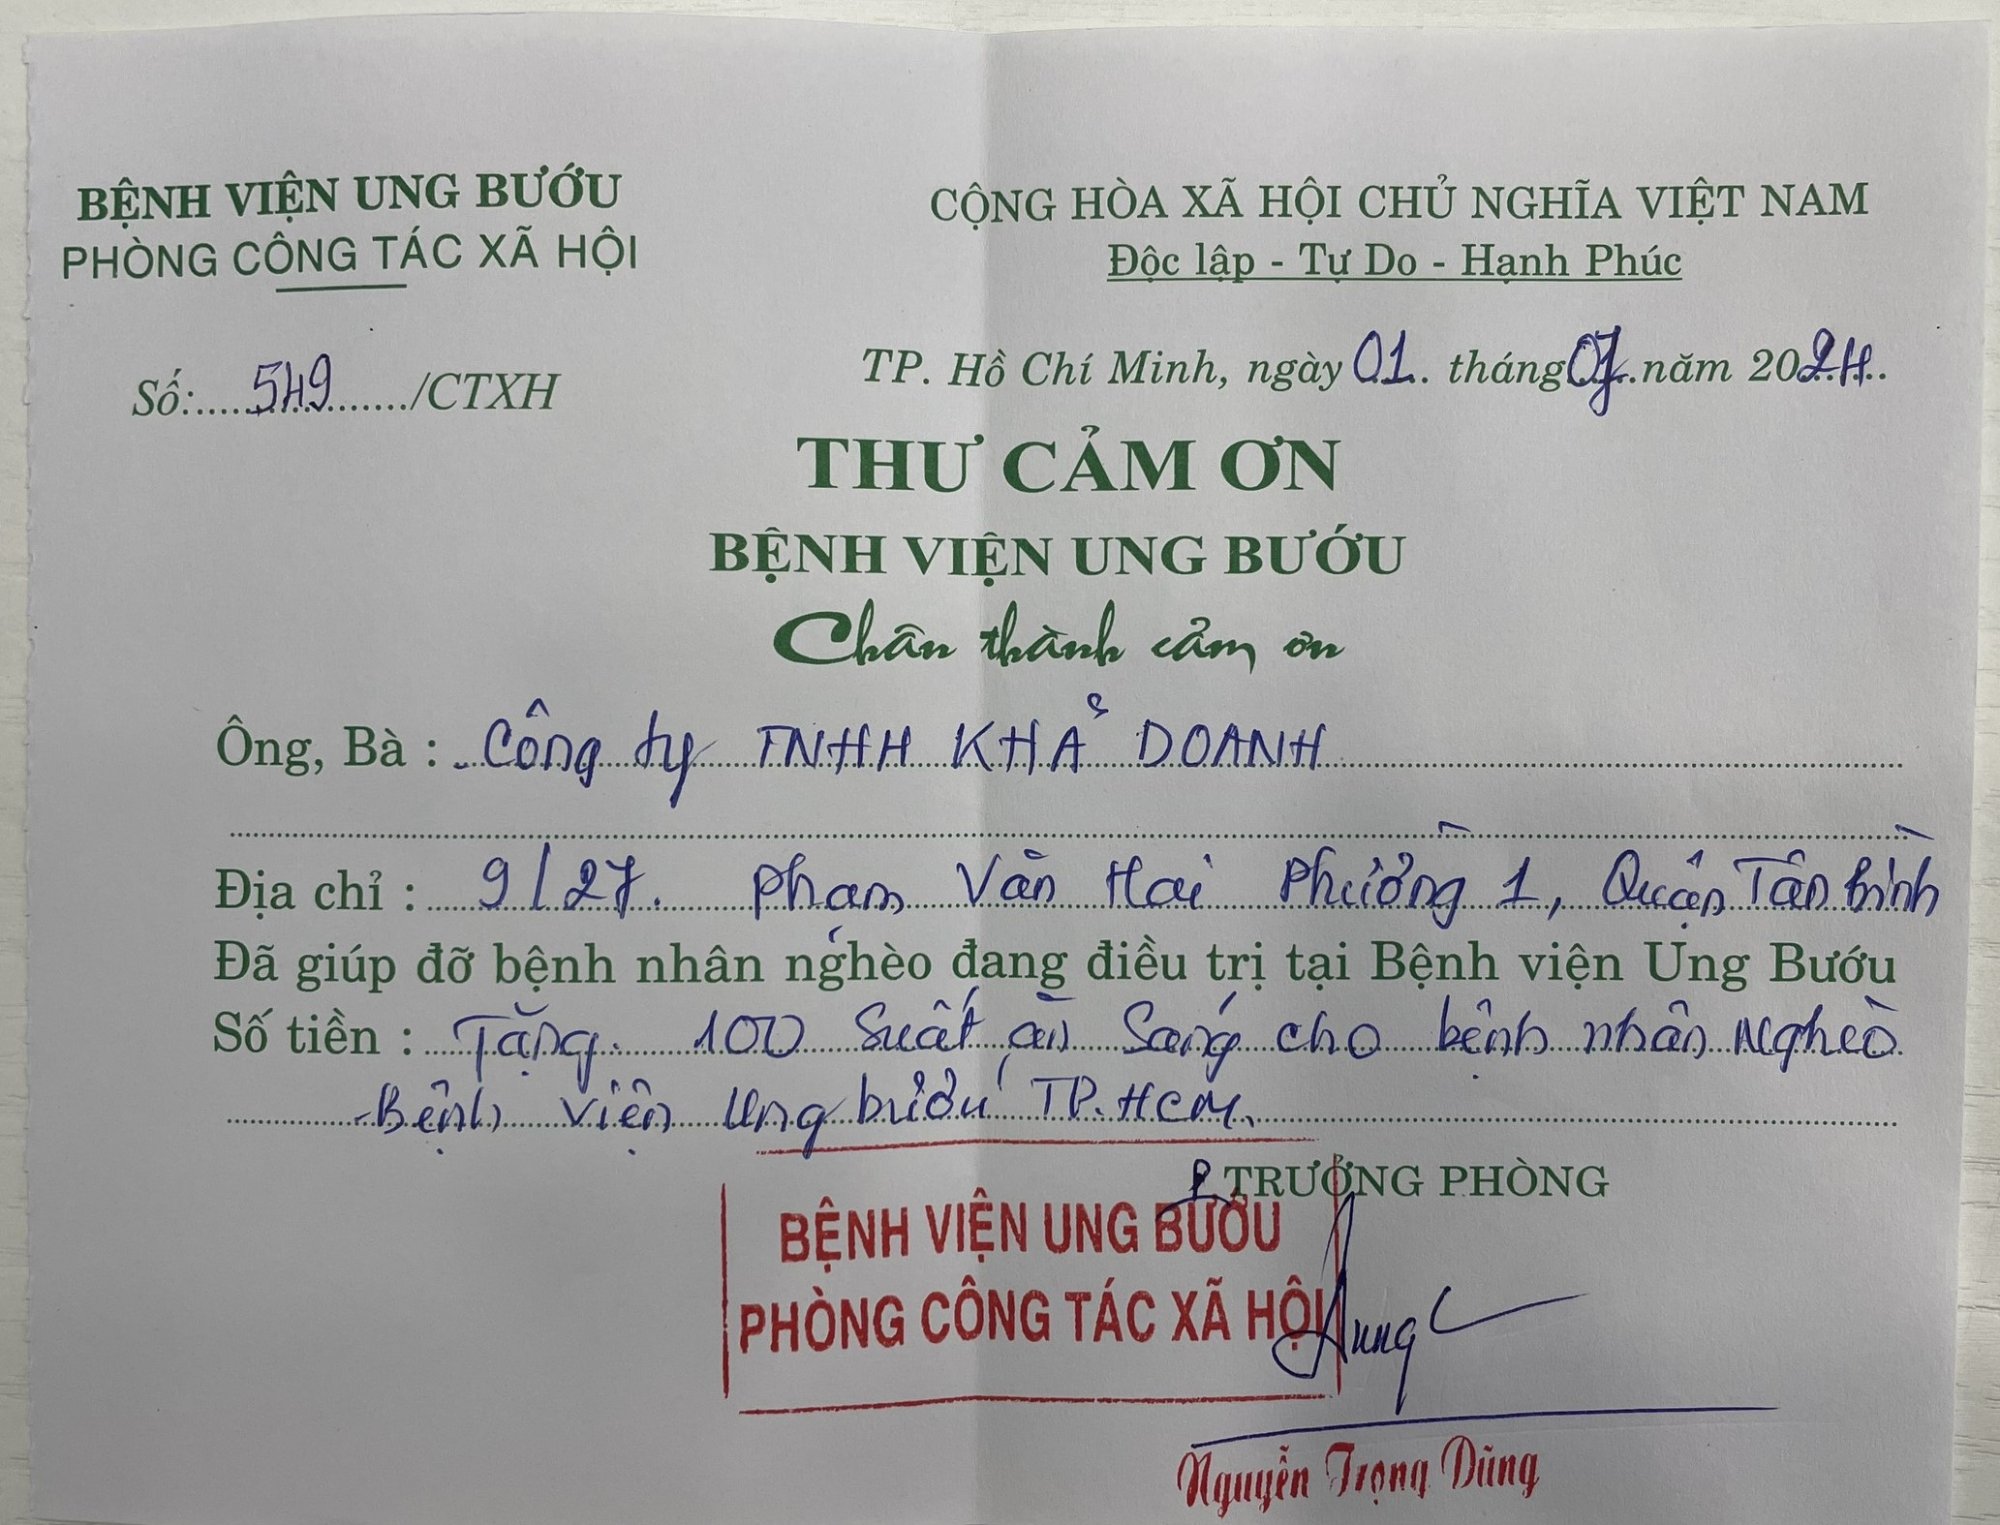 BỆNH VIỆN UNG BƯỚU
PHÒNG CÔNG TÁC XÃ HỘI
CỘNG HÒA XÃ HỘI CHỦ NGHĨA VIỆT NAM
Độc lập - Tự Do - Hạnh Phúc
Số:.....549......../CTXH
TP. Hồ Chí Minh, ngày 01.. tháng 07..năm 2024..
THƯ CẢM ƠN
BỆNH VIỆN UNG BƯỚU
Chân thành cảm ơn
Ông, Bà : Công ty TNHH KHẢ DOANH
Địa chỉ : 9/27. Phạm Văn Hai Phường 1, Quận Tân bình
Đã giúp đỡ bệnh nhân nghèo đang điều trị tại Bệnh viện Ung Bướu
Số tiền : Tặng. 100 Suất ăn Sáng cho bệnh nhân Nghèo
Bệnh viện Ung bướu TP.HCM.
P. TRƯỞNG PHÒNG
BỆNH VIỆN UNG BƯỚU
PHÒNG CÔNG TÁC XÃ HỘI
Nguyễn Trọng Dũng